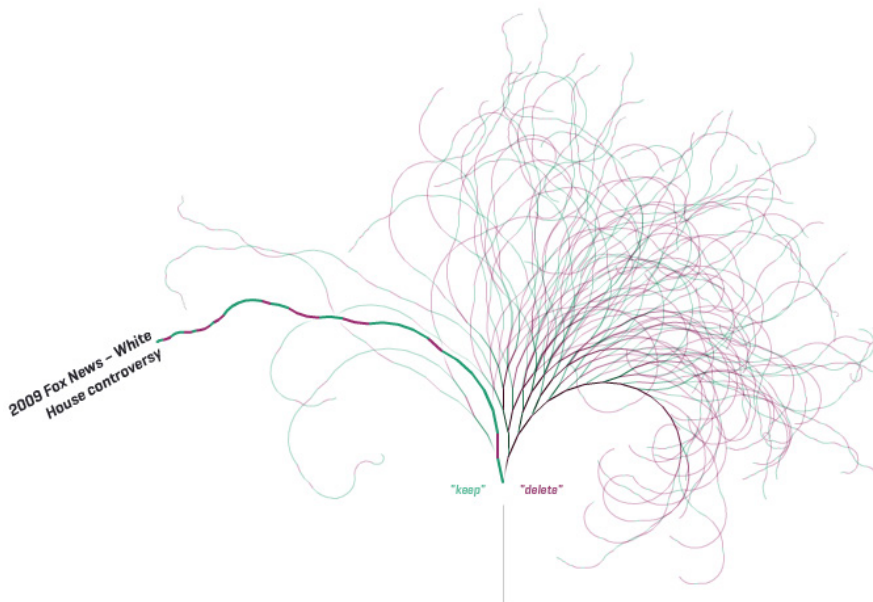 2009 Fox News – White
House controversy
"keep" "delete"